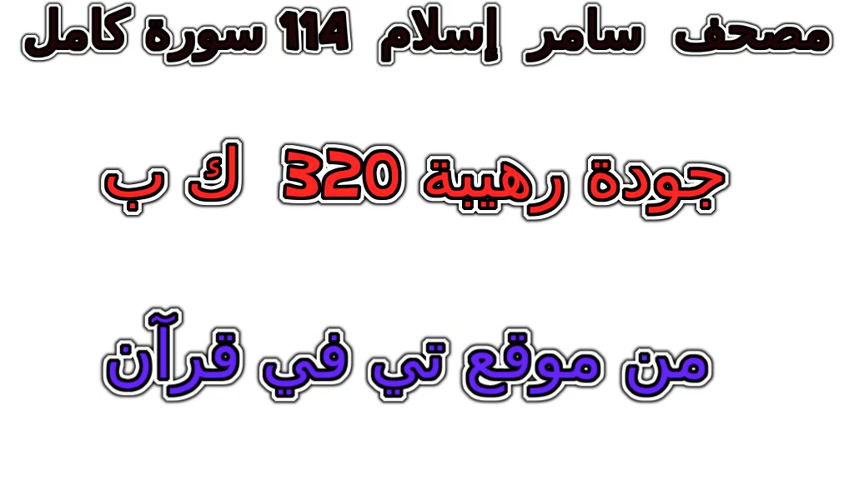 مصحف سامر إسلام 114 سورة كامل
جودة رهيبة 320 ك ب
من موقع تي في قرآن